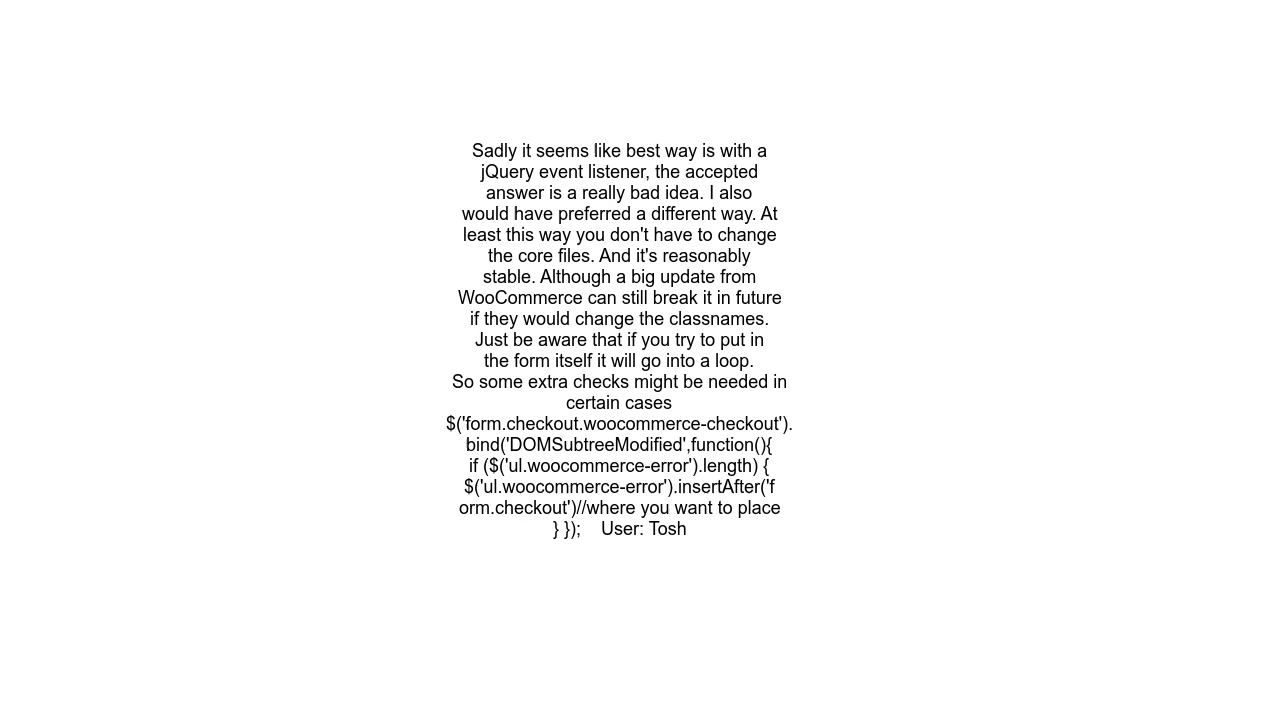 Sadly it seems like best way is with a
jQuery event listener, the accepted
answer is a really bad idea. I also
would have preferred a different way. At
least this way you don't have to change
the core files. And it's reasonably
stable. Although a big update from
WooCommerce can still break it in future
if they would change the classnames.
Just be aware that if you try to put in
the form itself it will go into a loop.
So some extra checks might be needed in
certain cases
$('form.checkout.woocommerce-checkout').
bind('DOMSubtreeModified',function(){
if ($('ul.woocommerce-error').length) {
$('ul.woocommerce-error').insertAfter('f
orm.checkout')//where you want to place
} });    User: Tosh